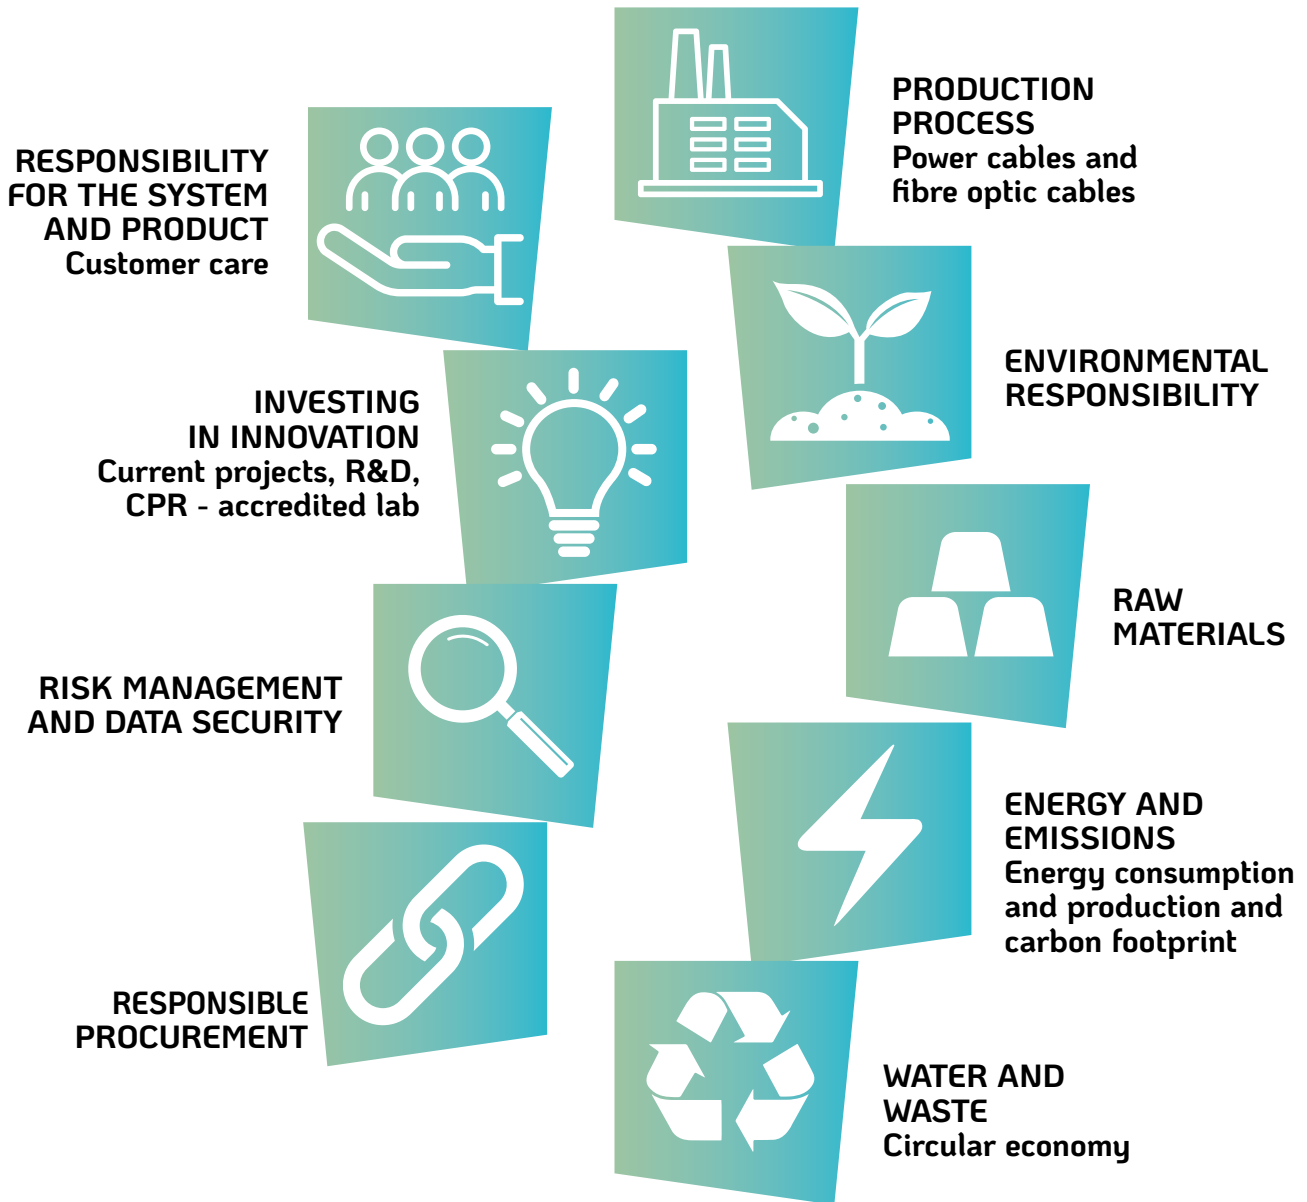 RESPONSIBILITY
FOR THE SYSTEM
AND PRODUCT
Customer care
INVESTING
IN INNOVATION
Current projects, R&D,
CPR - accredited lab
RISK MANAGEMENT
AND DATA SECURITY
RESPONSIBLE
PROCUREMENT
PRODUCTION
PROCESS
Power cables and
fibre optic cables
ENVIRONMENTAL
RESPONSIBILITY
RAW
MATERIALS
ENERGY AND
EMISSIONS
Energy consumption
and production and
carbon footprint
WATER AND
WASTE
Circular economy